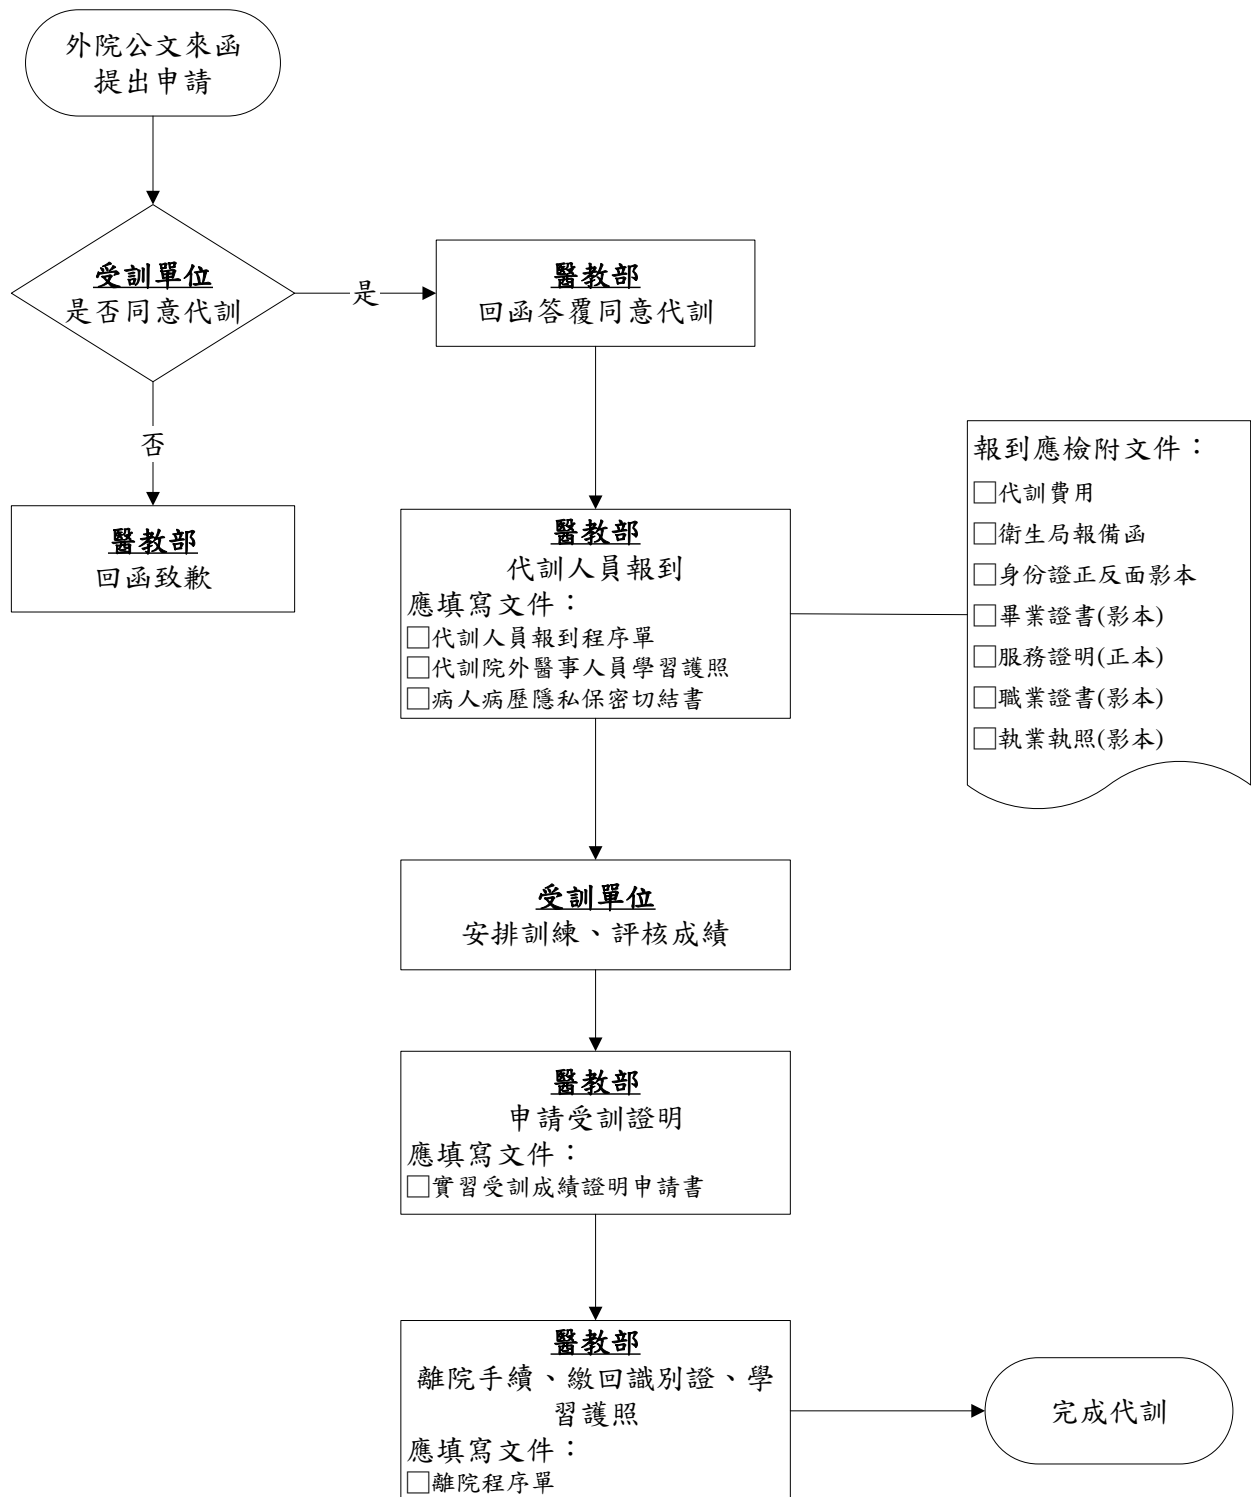 外院公文來函
提出申請
受訓單位
是否同意代訓
是
醫教部
回函答覆同意代訓
否
醫教部
回函致歉
醫教部
代訓人員報到
應填寫文件：
□代訓人員報到程序單
□代訓院外醫事人員學習護照
□病人病歷隱私保密切結書
報到應檢附文件：
□代訓費用
□衛生局報備函
□身份證正反面影本
□畢業證書(影本)
□服務證明(正本)
□職業證書(影本)
□執業執照(影本)
受訓單位
安排訓練、評核成績
醫教部
申請受訓證明
應填寫文件：
□實習受訓成績證明申請書
醫教部
離院手續、繳回識別證、學
習護照
應填寫文件：
□離院程序單
完成代訓